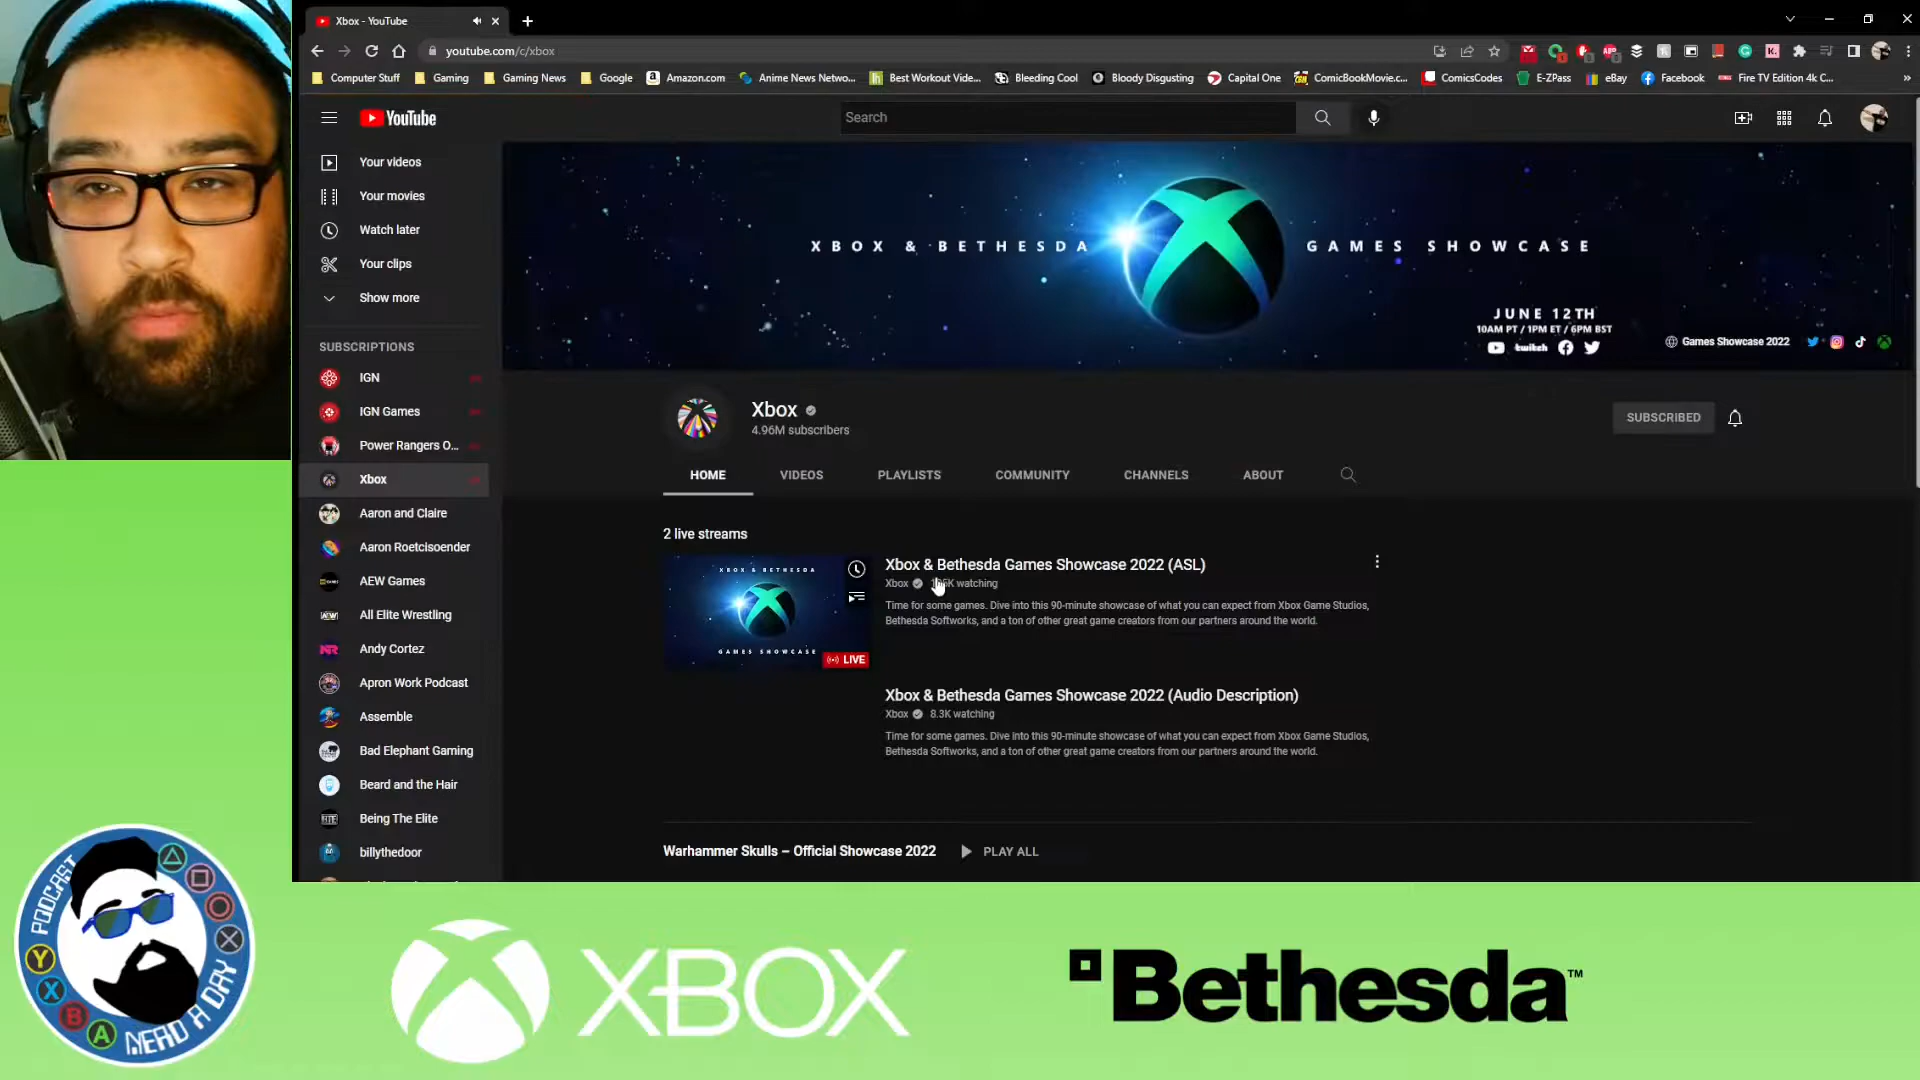 Xbox - YouTube
youtube.com/c/xbox
Computer Stuff
Gaming
Gaming News
Google
Amazon.com
Anime News Netwo...
Best Workout Vide...
Bleeding Cool
Bloody Disgusting
Capital One
ComicBookMovie.c...
ComicsCodes
E-ZPass
eBay
Facebook
Fire TV Edition 4k C...
YouTube
Search
Your videos
Your movies
Watch later
Your clips
Show more
SUBSCRIPTIONS
IGN
IGN Games
Power Rangers O...
Xbox
Aaron and Claire
Aaron Roetcisoender
AEW Games
All Elite Wrestling
Andy Cortez
Apron Work Podcast
Assemble
Bad Elephant Gaming
Beard and the Hair
Being The Elite
billythedoor
XBOX & BETHESDA GAMES SHOWCASE
JUNE 12TH
10AM PT / 1PM ET / 6PM BST
twitch
Games Showcase 2022
Xbox
4.96M subscribers
SUBSCRIBED
HOME
VIDEOS
PLAYLISTS
COMMUNITY
CHANNELS
ABOUT
2 live streams
XBOX & BETHESDA
GAMES SHOWCASE
LIVE
Xbox & Bethesda Games Showcase 2022 (ASL)
Xbox watching
Time for some games. Dive into this 90-minute showcase of what you can expect from Xbox Game Studios,
Bethesda Softworks, and a ton of other great game creators from our partners around the world.
Xbox & Bethesda Games Showcase 2022 (Audio Description)
Xbox 8.3K watching
Time for some games. Dive into this 90-minute showcase of what you can expect from Xbox Game Studios,
Bethesda Softworks, and a ton of other great game creators from our partners around the world.
Warhammer Skulls – Official Showcase 2022
PLAY ALL
PODCAST
Y
X
B
A
NERD A DAY
XBOX
Bethesda™